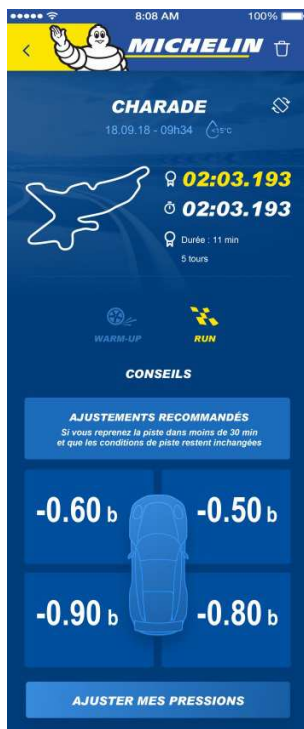 8:08 AM
100%
MICHELIN
CHARADE
18.09.18 - 09h34 <15°C
02:03.193
02:03.193
Durée : 11 min
5 tours
WARM-UP
RUN
CONSEILS
AJUSTEMENTS RECOMMANDÉS
Si vous reprenez la piste dans moins de 30 min
et que les conditions de piste restent inchangées
-0.60 b
-0.50 b
-0.90 b
-0.80 b
AJUSTER MES PRESSIONS